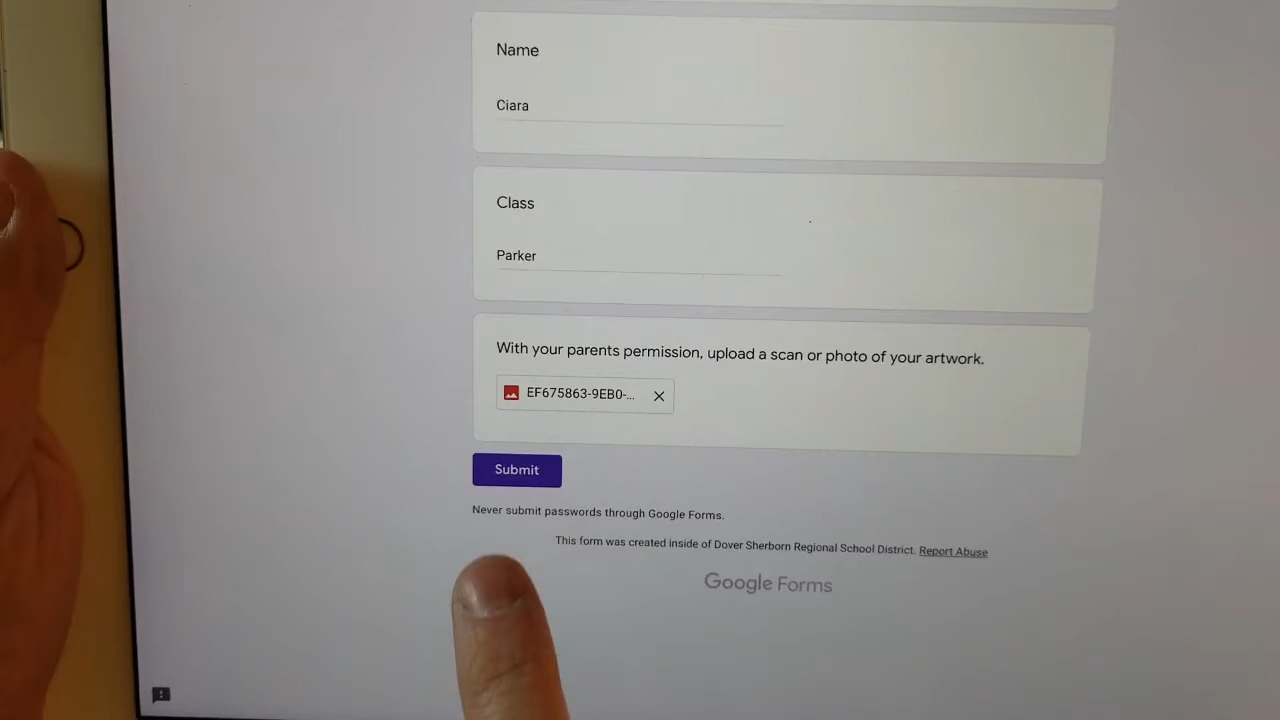 Name
Ciara
Class
Parker
With your parents permission, upload a scan or photo of your artwork.
EF675863-9EB0-...
Submit
Never submit passwords through Google Forms.
This form was created inside of Dover Sherborn Regional School District. Report Abuse
Google Forms